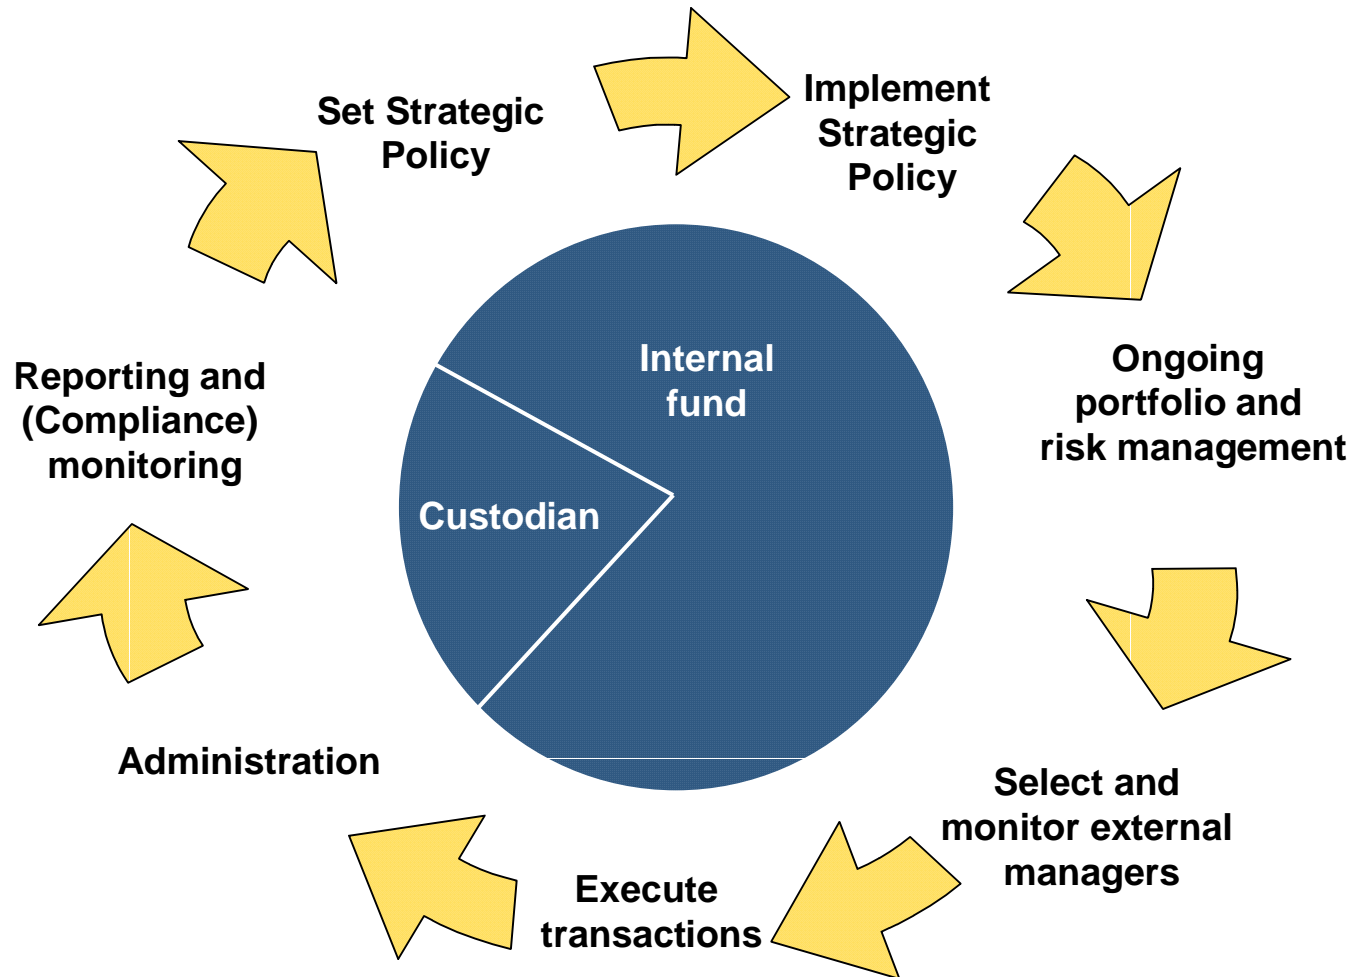 Set Strategic
Policy
Implement
Strategic
Policy
Ongoing
portfolio and
risk management
Select and
monitor external
managers
Execute
transactions
Administration
Reporting and
(Compliance)
monitoring
Internal
fund
Custodian